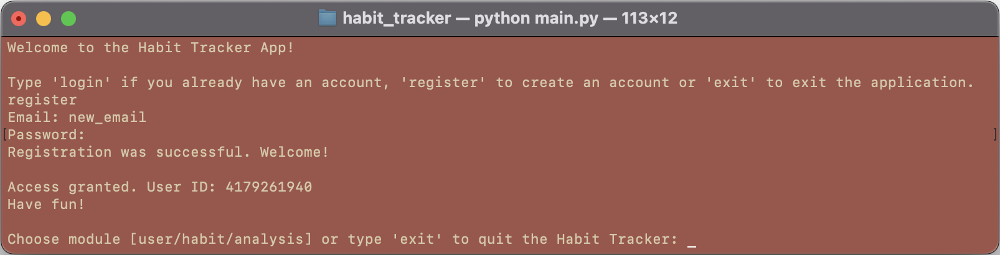 habit_tracker — python main.py — 113×12
Welcome to the Habit Tracker App!
Type 'login' if you already have an account, 'register' to create an account or 'exit' to exit the application.
register
Email: new_email
[Password: ]
Registration was successful. Welcome!
Access granted. User ID: 4179261940
Have fun!
Choose module [user/habit/analysis] or type 'exit' to quit the Habit Tracker: _